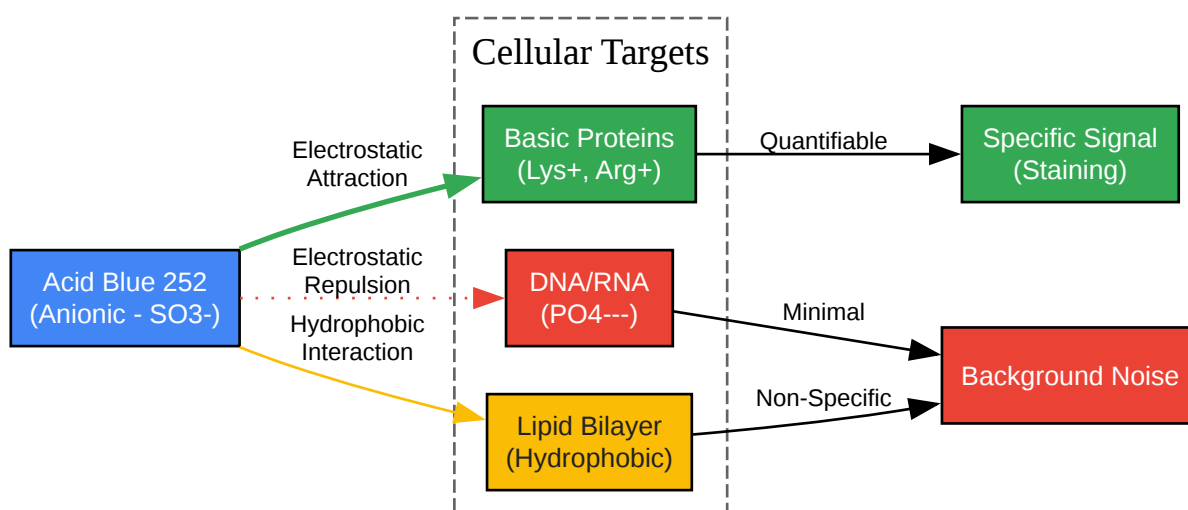 Cellular Targets
Electrostatic
Attraction
Basic Proteins
(Lys+, Arg+)
Quantifiable
Specific Signal
(Staining)
Acid Blue 252
(Anionic - SO3-)
Electrostatic
Repulsion
DNA/RNA
(PO4---)
Minimal
Hydrophobic
Interaction
Background Noise
Lipid Bilayer
(Hydrophobic)
Non-Specific